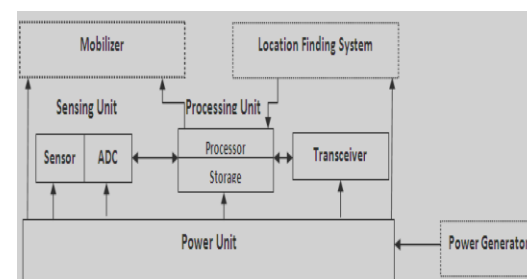 Mobilizer
Location Finding System
Sensing Unit
Processing Unit
Sensor
ADC
Processor
Storage
Transceiver
Power Unit
Power Generator